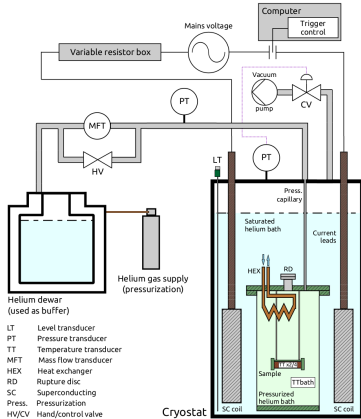 Computer
Trigger
control
Mains voltage
Variable resistor box
Vacuum
pump
CV
PT
MFT
HV
PT
LT
Press.
capillary
Saturated
helium bath
Current
leads
HEX
RD
Sample
TTbath
Pressurized
helium bath
SC coil
SC coil
Helium gas supply
(pressurization)
Helium dewar
(used as buffer)
LT Level transducer
PT Pressure transducer
TT Temperature transducer
MFT Mass flow transducer
HEX Heat exchanger
RD Rupture disc
SC Superconducting
Press. Pressurization
HV/CV Hand/control valve
Cryostat